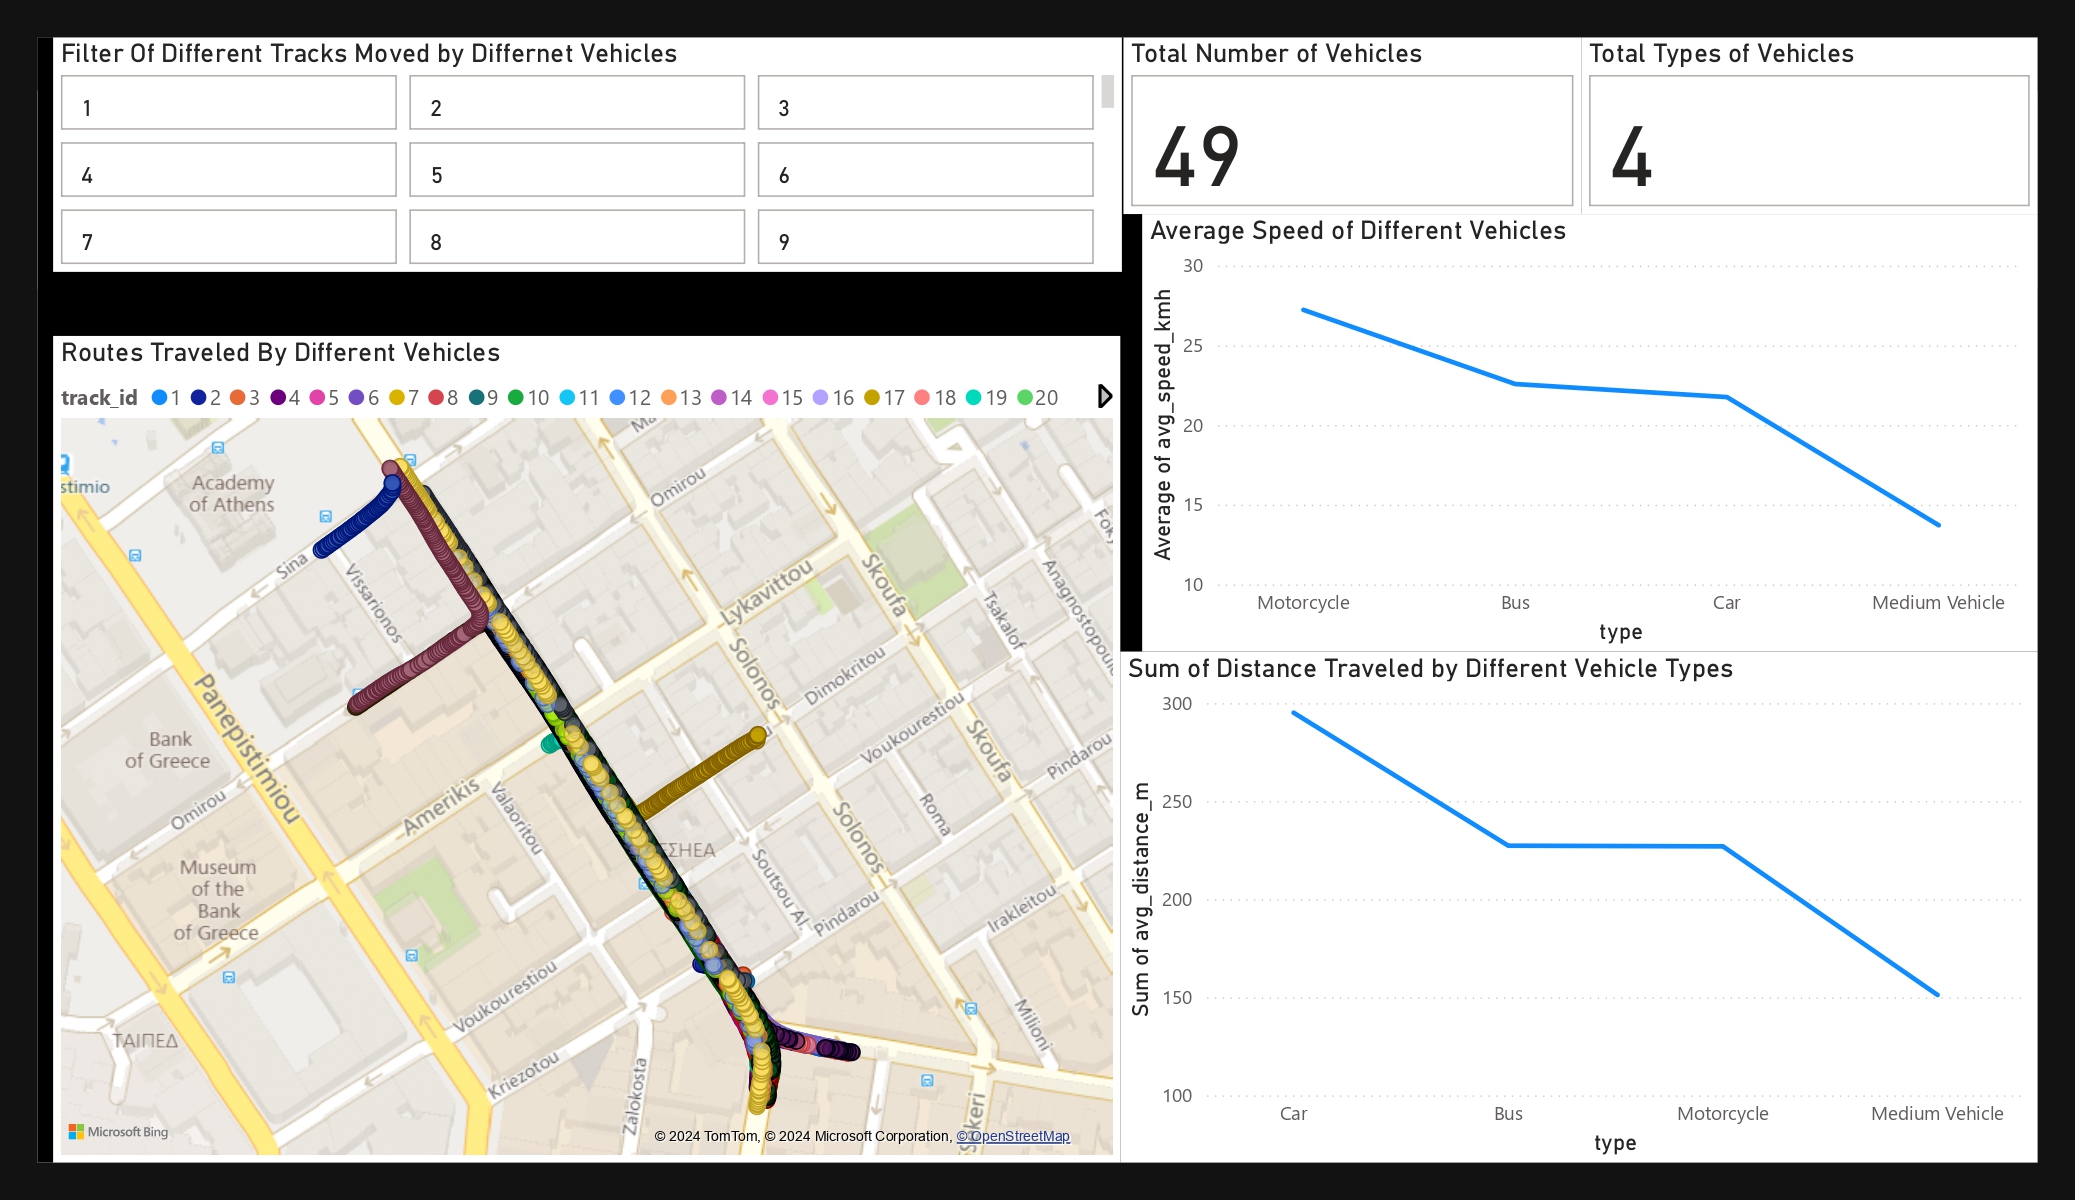 Filter Of Different Tracks Moved by Differnet Vehicles
1
2
3
4
5
6
7
8
9
Total Number of Vehicles
49
Total Types of Vehicles
4
Average Speed of Different Vehicles
Average of avg_speed_kmh
30
25
20
15
10
Motorcycle
Bus
Car
Medium Vehicle
type
Routes Traveled By Different Vehicles
track_id 1 2 3 4 5 6 7 8 9 10 11 12 13 14 15 16 17 18 19 20
stimio
Academy
of Athens
Sina
Vissarionos
Omirou
Lykavittou
Skoufa
Tsakalof
Anagnostopoulou
Solonos
Dimokritou
Voukourestiou
Skoufa
Pindarou
Panepistimiou
Bank
of Greece
Omirou
Amerikis
Valaoritou
Roma
Solonos
ΣΗΕΑ
Museum
of the
Bank
of Greece
Soutsou Al.
Pindarou
Irakleitou
Voukourestiou
Milioni
ΤΑΙΠΕΔ
Kriezotou
Zalokosta
Sekeri
Microsoft Bing
© 2024 TomTom, © 2024 Microsoft Corporation, © OpenStreetMap
Sum of Distance Traveled by Different Vehicle Types
Sum of avg_distance_m
300
250
200
150
100
Car
Bus
Motorcycle
Medium Vehicle
type